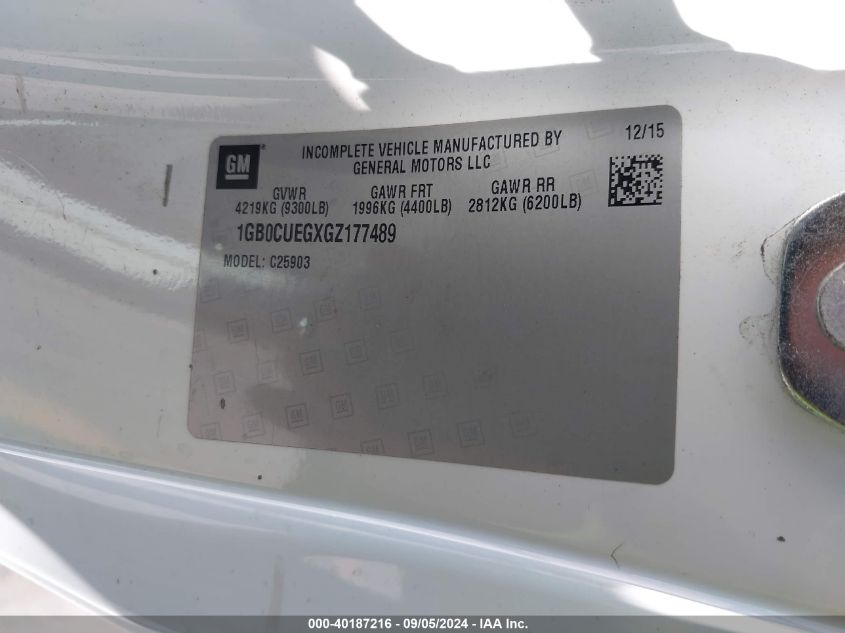 GM
INCOMPLETE VEHICLE MANUFACTURED BY
GENERAL MOTORS LLC
12/15
GVWR GAWR FRT GAWR RR
4219KG (9300LB) 1996KG (4400LB) 2812KG (6200LB)
1GB0CUEGXGZ177489
MODEL: C25903
000-40187216 - 09/05/2024 - IAA Inc.